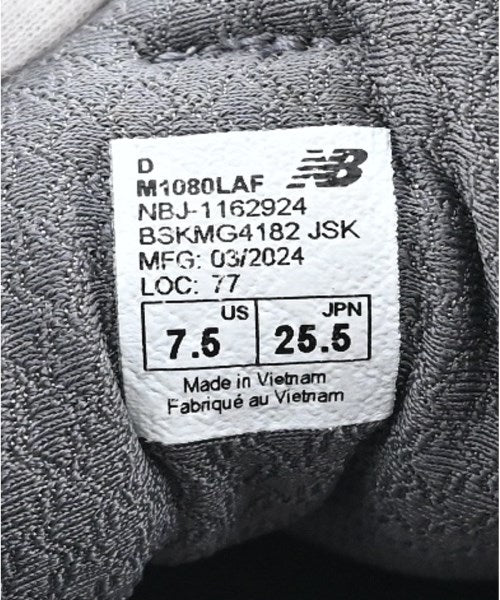 D
M1080LAF
NB
NBJ-1162924
BSKMG4182 JSK
MFG: 03/2024
LOC: 77
US JPN
7.5 25.5
Made in Vietnam
Fabriqué au Vietnam